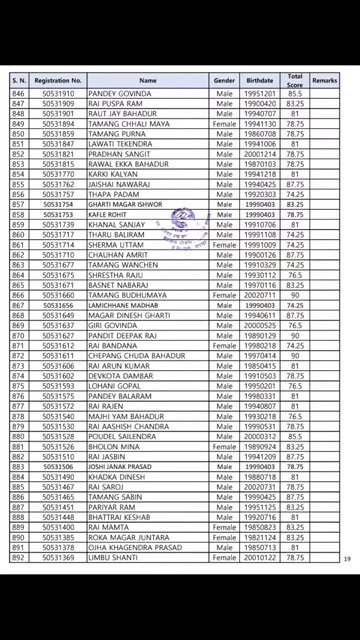 S. N. Registration No. Name Gender Birthdate Total Score Remarks
846 50531910 PANDEY GOVINDA Male 19951201 85.5
847 50531909 RAI PUSPA RAM Male 19900420 83.25
848 50531901 RAUT JAY BAHADUR Male 19940707 81
849 50531894 TAMANG CHHALI MAYA Female 19941130 78.75
850 50531859 TAMANG PURNA Male 19860708 78.75
851 50531847 LAWATI TEKENDRA Male 19941006 81
852 50531821 PRADHAN SANGIT Male 20001214 78.75
853 50531815 RAWAL EKKA BAHADUR Male 19870103 78.75
854 50531770 KARKI KALYAN Male 19941218 81
855 50531762 JAISHAI NAWARAJ Male 19940425 87.75
856 50531757 THAPA PADAM Male 19920303 74.25
857 50531754 GHARTI MAGAR ISHWOR Male 19990403 83.25
858 50531753 KAFLE ROHIT Male 19990403 78.75
859 50531739 KHANAL SANJAY Male 19910706 81
860 50531717 THARU BALIRAM Male 19991108 74.25
861 50531714 SHERMA UTTAM Female 19991009 74.25
862 50531710 CHAUHAN AMRIT Male 19900126 87.75
863 50531677 TAMANG WANCHEN Male 19910329 74.25
864 50531675 SHRESTHA RAJU Male 19930112 76.5
865 50531671 BASNET NABARAJ Male 19970116 83.25
866 50531660 TAMANG BUDHUMAYA Female 20020711 90
867 50531656 LAMICHHANE MADHAB Male 19990403 74.25
868 50531649 MAGAR DINESH GHARTI Male 19940611 87.75
869 50531637 GIRI GOVINDA Male 20000525 76.5
870 50531627 PANDIT DEEPAK RAJ Male 19890129 90
871 50531612 RAI BANDANA Female 19980218 74.25
872 50531611 CHEPANG CHUDA BAHADUR Male 19970414 90
873 50531606 RAI ARUN KUMAR Male 19850415 81
874 50531602 DEVKOTA DAMBAR Male 19910503 78.75
875 50531593 LOHANI GOPAL Male 19950201 76.5
876 50531575 PANDEY BALARAM Male 19980331 81
877 50531572 RAI RAJEN Male 19940807 81
878 50531540 MAJHI YAM BAHADUR Male 19930218 76.5
879 50531530 RAI AASHISH CHANDRA Male 19990531 78.75
880 50531528 POUDEL SAILENDRA Male 20000312 85.5
881 50531526 BHOLON MINA Female 19890924 83.25
882 50531510 RAI JASBIN Male 19941209 87.75
883 50531506 JOSHI JANAK PRASAD Male 19990403 78.75
884 50531490 KHADKA DINESH Male 19880718 81
885 50531467 RAI SAROJ Male 20020731 78.75
886 50531465 TAMANG SABIN Male 19990425 87.75
887 50531451 PARIYAR RAM Male 19951125 83.25
888 50531448 BHATTRAI KESHAB Male 19920716 81
889 50531400 RAI MAMTA Female 19850823 83.25
890 50531385 ROKA MAGAR JUNTARA Female 19821124 83.25
891 50531378 OJHA KHAGENDRA PRASAD Male 19850713 81
892 50531369 LIMBU SHANTI Female 20010122 78.75
19